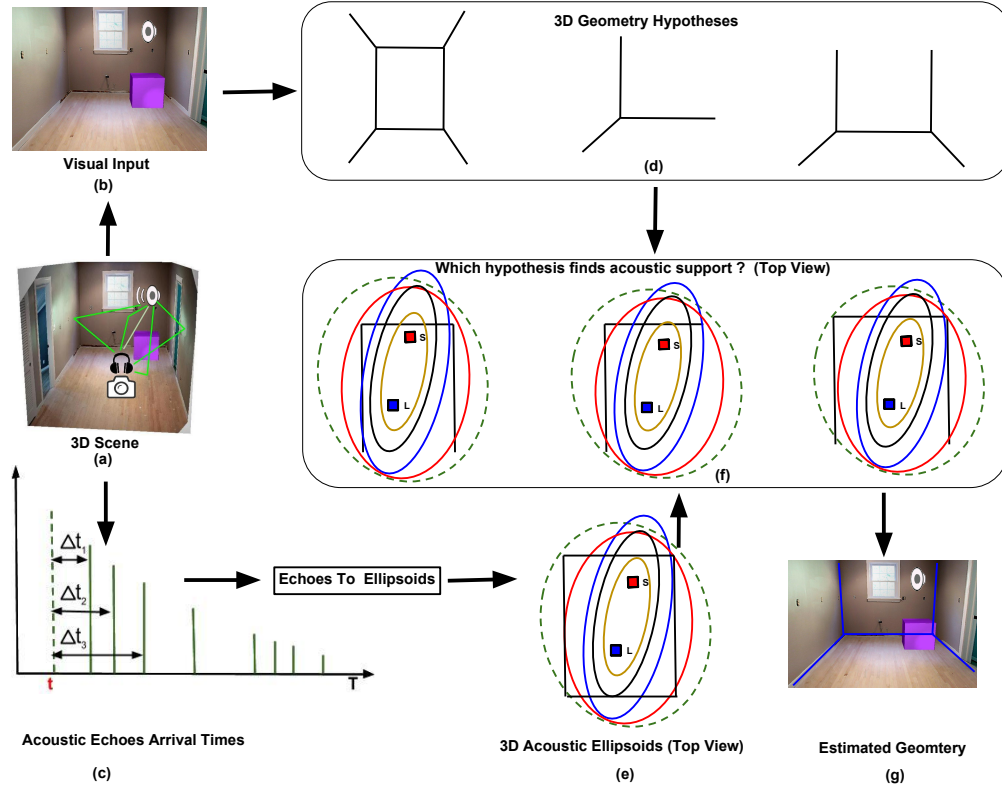 3D Geometry Hypotheses
(d)
Visual Input
(b)
Which hypothesis finds acoustic support ? (Top View)
S
L
S
L
S
L
(f)
3D Scene
(a)
Δt1
Δt2
Δt3
t
T
Acoustic Echoes Arrival Times
(c)
Echoes To Ellipsoids
S
L
3D Acoustic Ellipsoids (Top View)
(e)
Estimated Geomtery
(g)